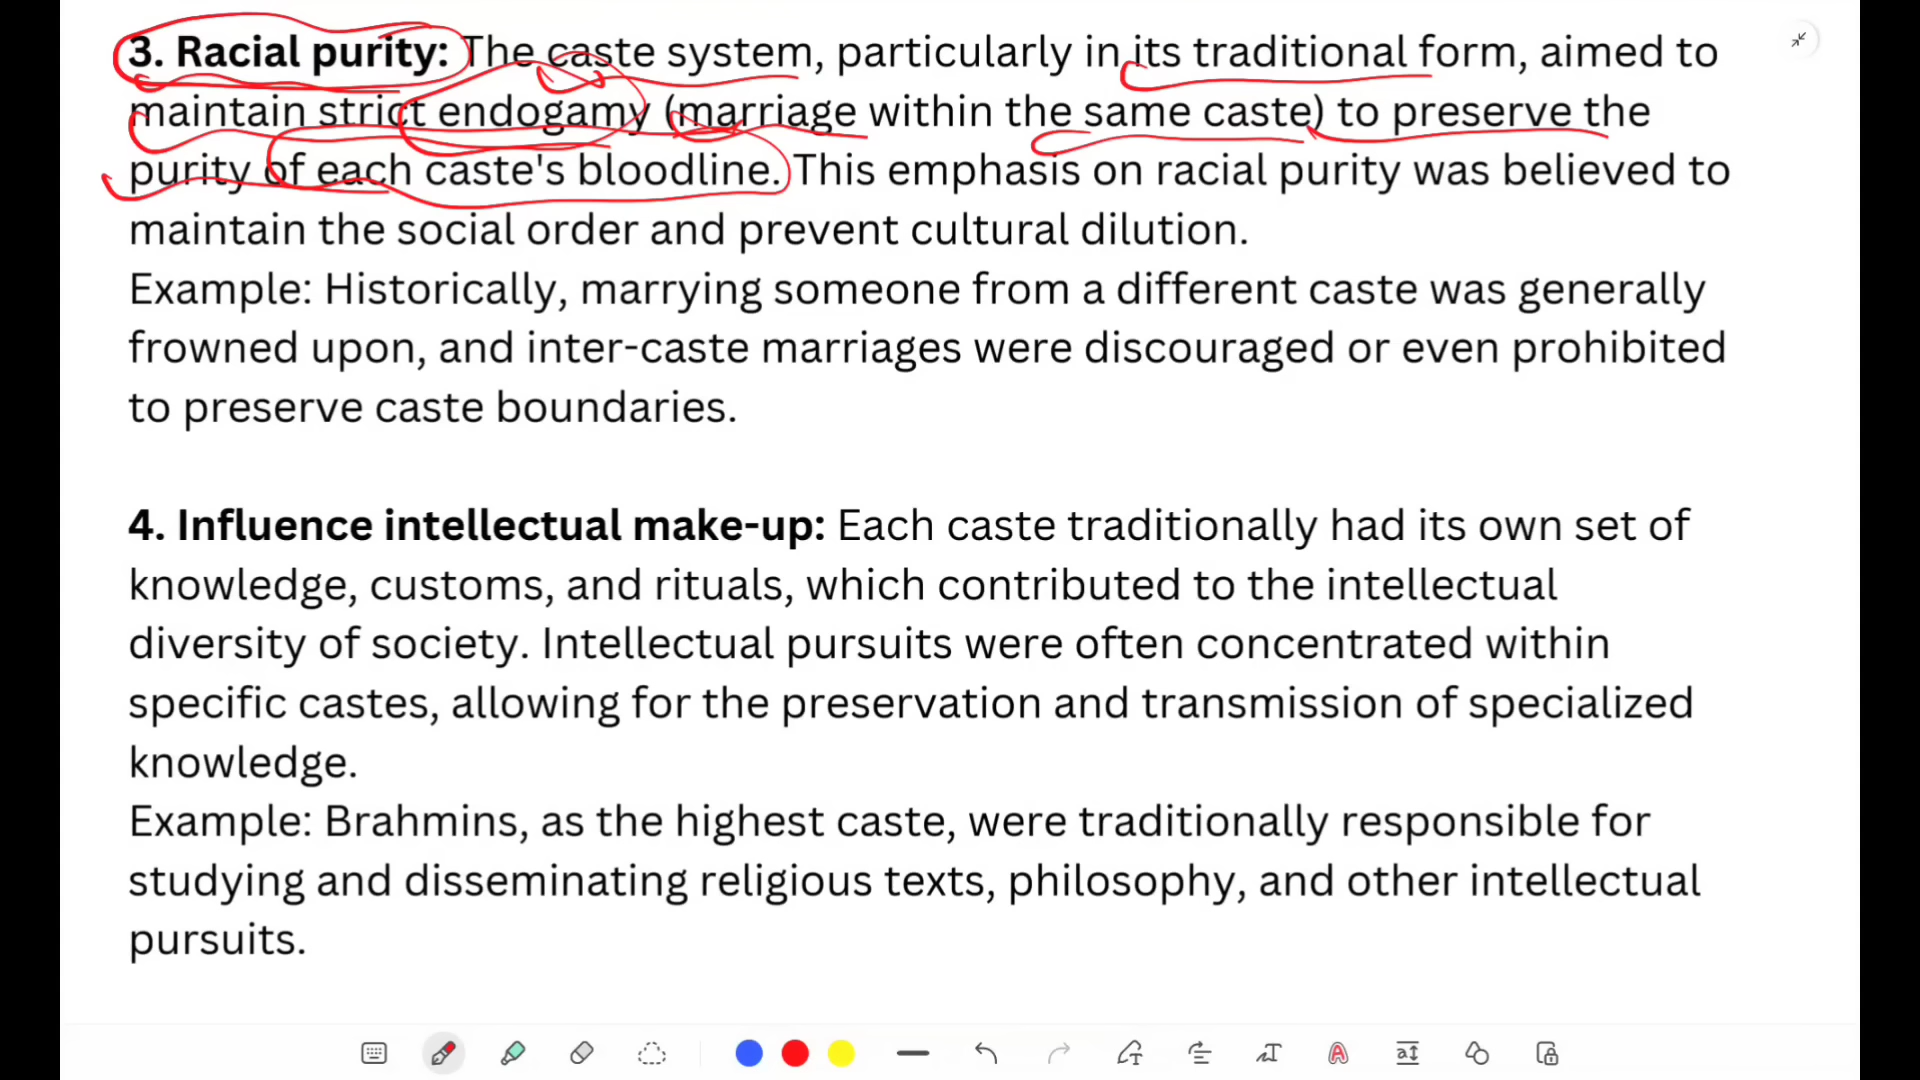 3. Racial purity: The caste system, particularly in its traditional form, aimed to
maintain strict endogamy (marriage within the same caste) to preserve the
purity of each caste's bloodline. This emphasis on racial purity was believed to
maintain the social order and prevent cultural dilution.
Example: Historically, marrying someone from a different caste was generally
frowned upon, and inter-caste marriages were discouraged or even prohibited
to preserve caste boundaries.
4. Influence intellectual make-up: Each caste traditionally had its own set of
knowledge, customs, and rituals, which contributed to the intellectual
diversity of society. Intellectual pursuits were often concentrated within
specific castes, allowing for the preservation and transmission of specialized
knowledge.
Example: Brahmins, as the highest caste, were traditionally responsible for
studying and disseminating religious texts, philosophy, and other intellectual
pursuits.